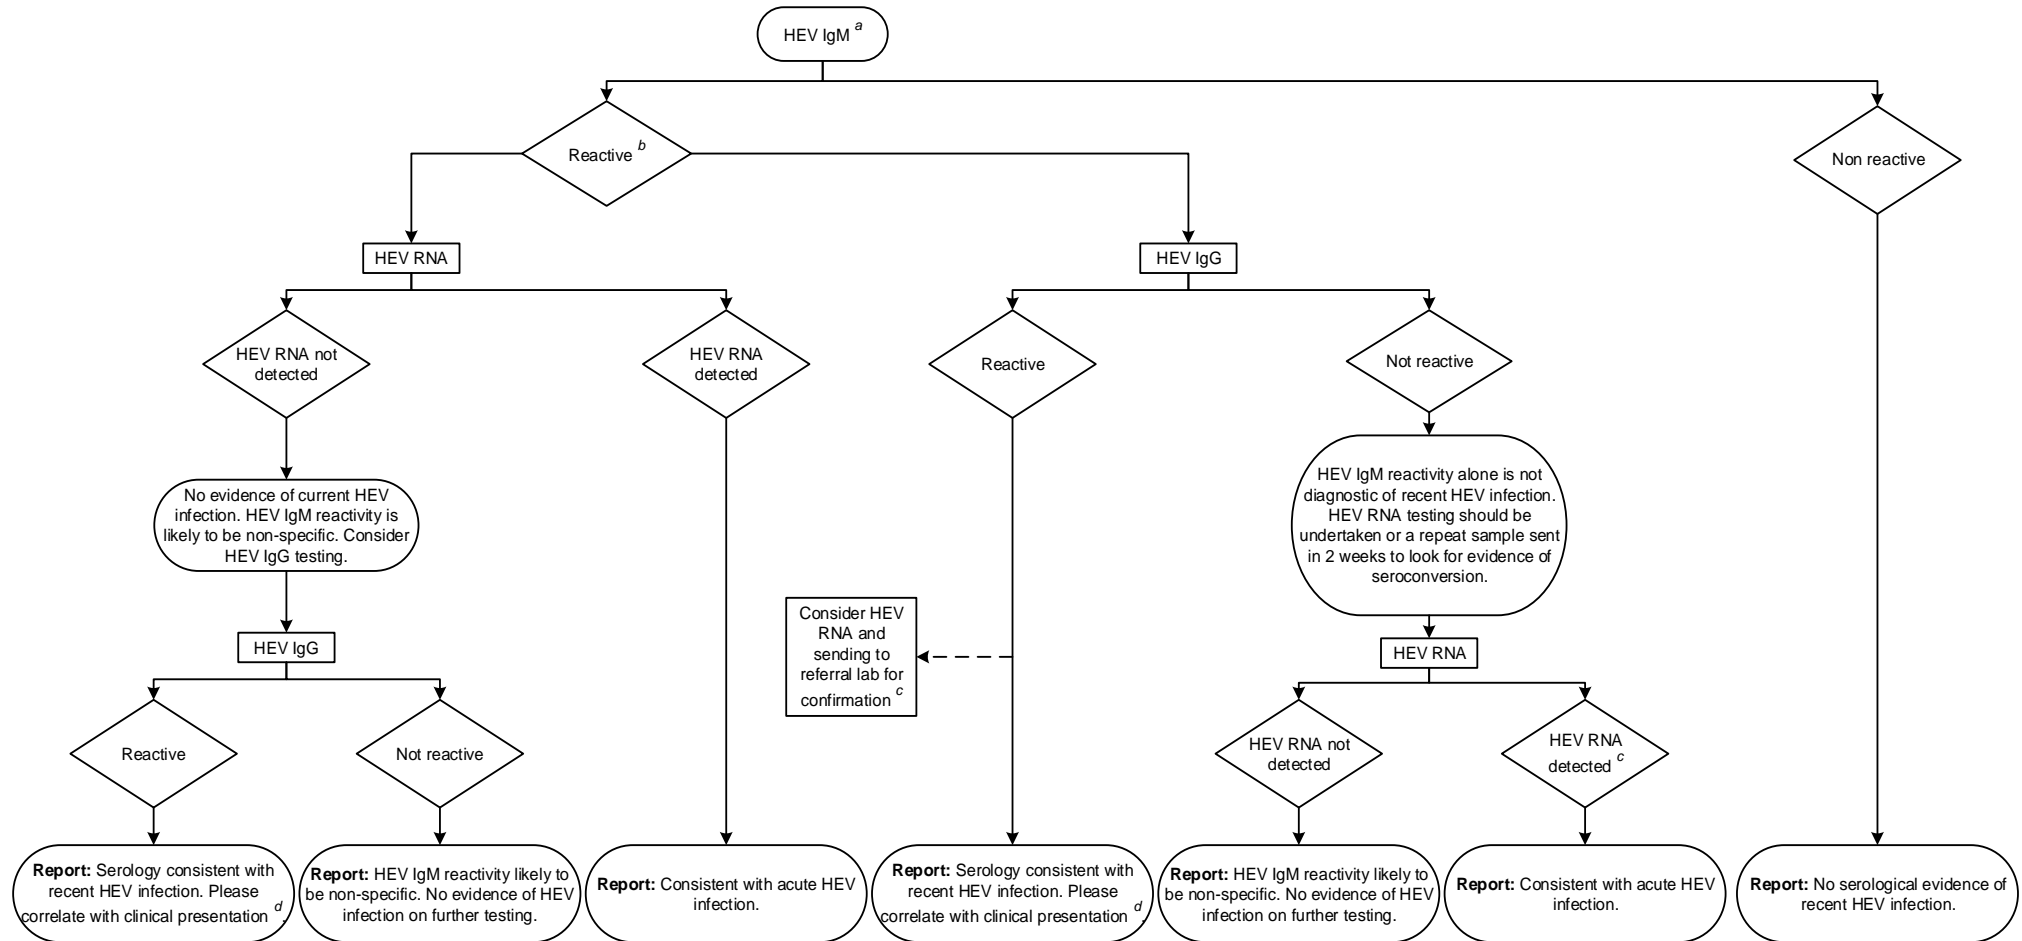 HEV IgM a
Reactive b
Non reactive
HEV RNA
HEV IgG
HEV RNA not
detected
HEV RNA
detected
Reactive
Not reactive
No evidence of current HEV
infection. HEV IgM reactivity is
likely to be non-specific. Consider
HEV IgG testing.
HEV IgM reactivity alone is not
diagnostic of recent HEV infection.
HEV RNA testing should be
undertaken or a repeat sample sent
in 2 weeks to look for evidence of
seroconversion.
Consider HEV
RNA and
sending to
referral lab for
confirmation c
HEV IgG
HEV RNA
Reactive
Not reactive
HEV RNA not
detected
HEV RNA
detected c
Report: Serology consistent with
recent HEV infection. Please
correlate with clinical presentation d.
Report: HEV IgM reactivity likely to
be non-specific. No evidence of HEV
infection on further testing.
Report: Consistent with acute HEV
infection.
Report: Serology consistent with
recent HEV infection. Please
correlate with clinical presentation d.
Report: HEV IgM reactivity likely to
be non-specific. No evidence of HEV
infection on further testing.
Report: Consistent with acute HEV
infection.
Report: No serological evidence of
recent HEV infection.